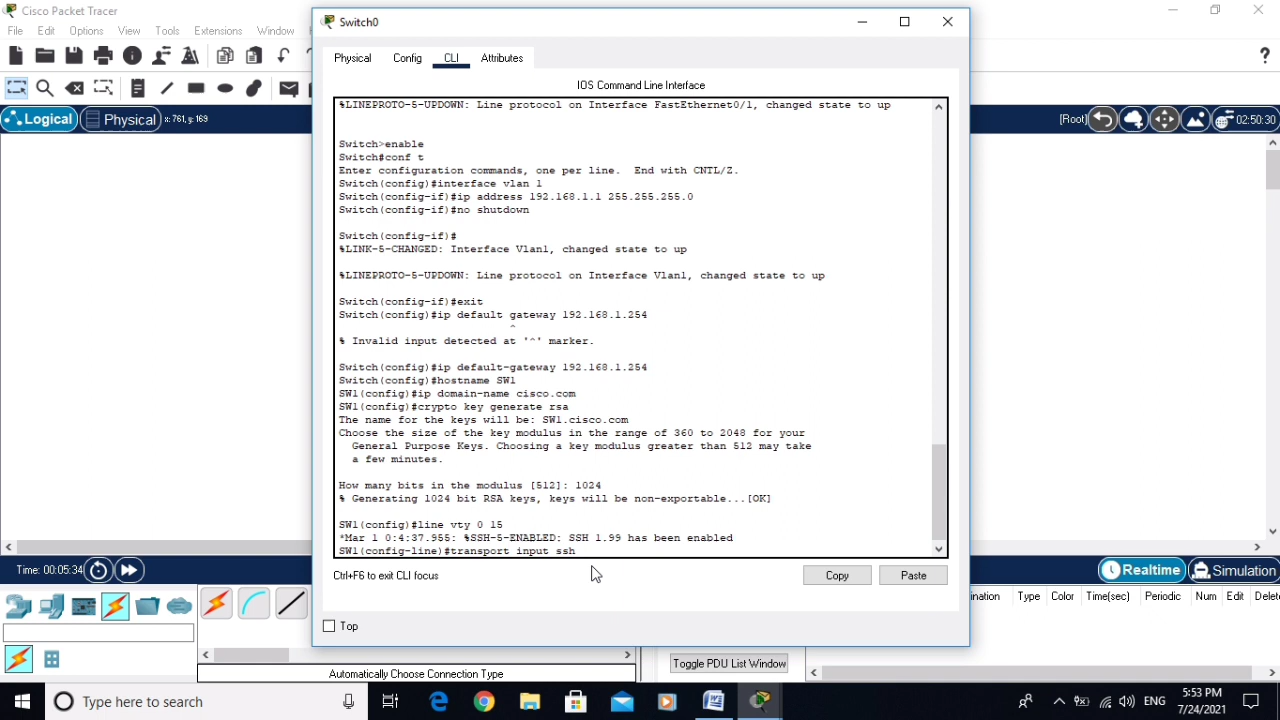 Cisco Packet Tracer
File Edit Options View Tools Extensions Window
Switch0
Physical Config CLI Attributes
IOS Command Line Interface
Logical Physical x: 761, y: 169
[Root] 02:50:30
%LINEPROTO-5-UPDOWN: Line protocol on Interface FastEthernet0/1, changed state to up
Switch>enable
Switch#conf t
Enter configuration commands, one per line.  End with CNTL/Z.
Switch(config)#interface vlan 1
Switch(config-if)#ip address 192.168.1.1 255.255.255.0
Switch(config-if)#no shutdown
Switch(config-if)#
%LINK-5-CHANGED: Interface Vlan1, changed state to up
%LINEPROTO-5-UPDOWN: Line protocol on Interface Vlan1, changed state to up
Switch(config-if)#exit
Switch(config)#ip default gateway 192.168.1.254
^
% Invalid input detected at '^' marker.
Switch(config)#ip default-gateway 192.168.1.254
Switch(config)#hostname SW1
SW1(config)#ip domain-name cisco.com
SW1(config)#crypto key generate rsa
The name for the keys will be: SW1.cisco.com
Choose the size of the key modulus in the range of 360 to 2048 for your
General Purpose Keys. Choosing a key modulus greater than 512 may take
a few minutes.
How many bits in the modulus [512]: 1024
% Generating 1024 bit RSA keys, keys will be non-exportable...[OK]
SW1(config)#line vty 0 15
*Mar 1 0:4:37.955: %SSH-5-ENABLED: SSH 1.99 has been enabled
SW1(config-line)#transport input ssh
Ctrl+F6 to exit CLI focus
Copy Paste
Top
Time: 00:05:34
Realtime Simulation
ination Type Color Time(sec) Periodic Num Edit Delete
Automatically Choose Connection Type
Toggle PDU List Window
Type here to search
ENG
5:53 PM
7/24/2021